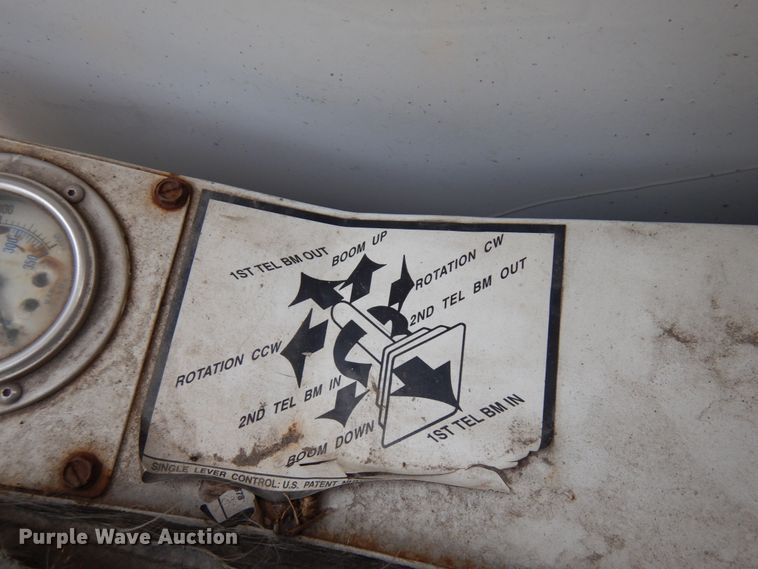 1ST TEL BM OUT
BOOM UP
ROTATION CW
2ND TEL BM OUT
ROTATION CCW
2ND TEL BM IN
BOOM DOWN
1ST TEL BM IN
SINGLE LEVER CONTROL: U.S. PATENT
Purple Wave Auction